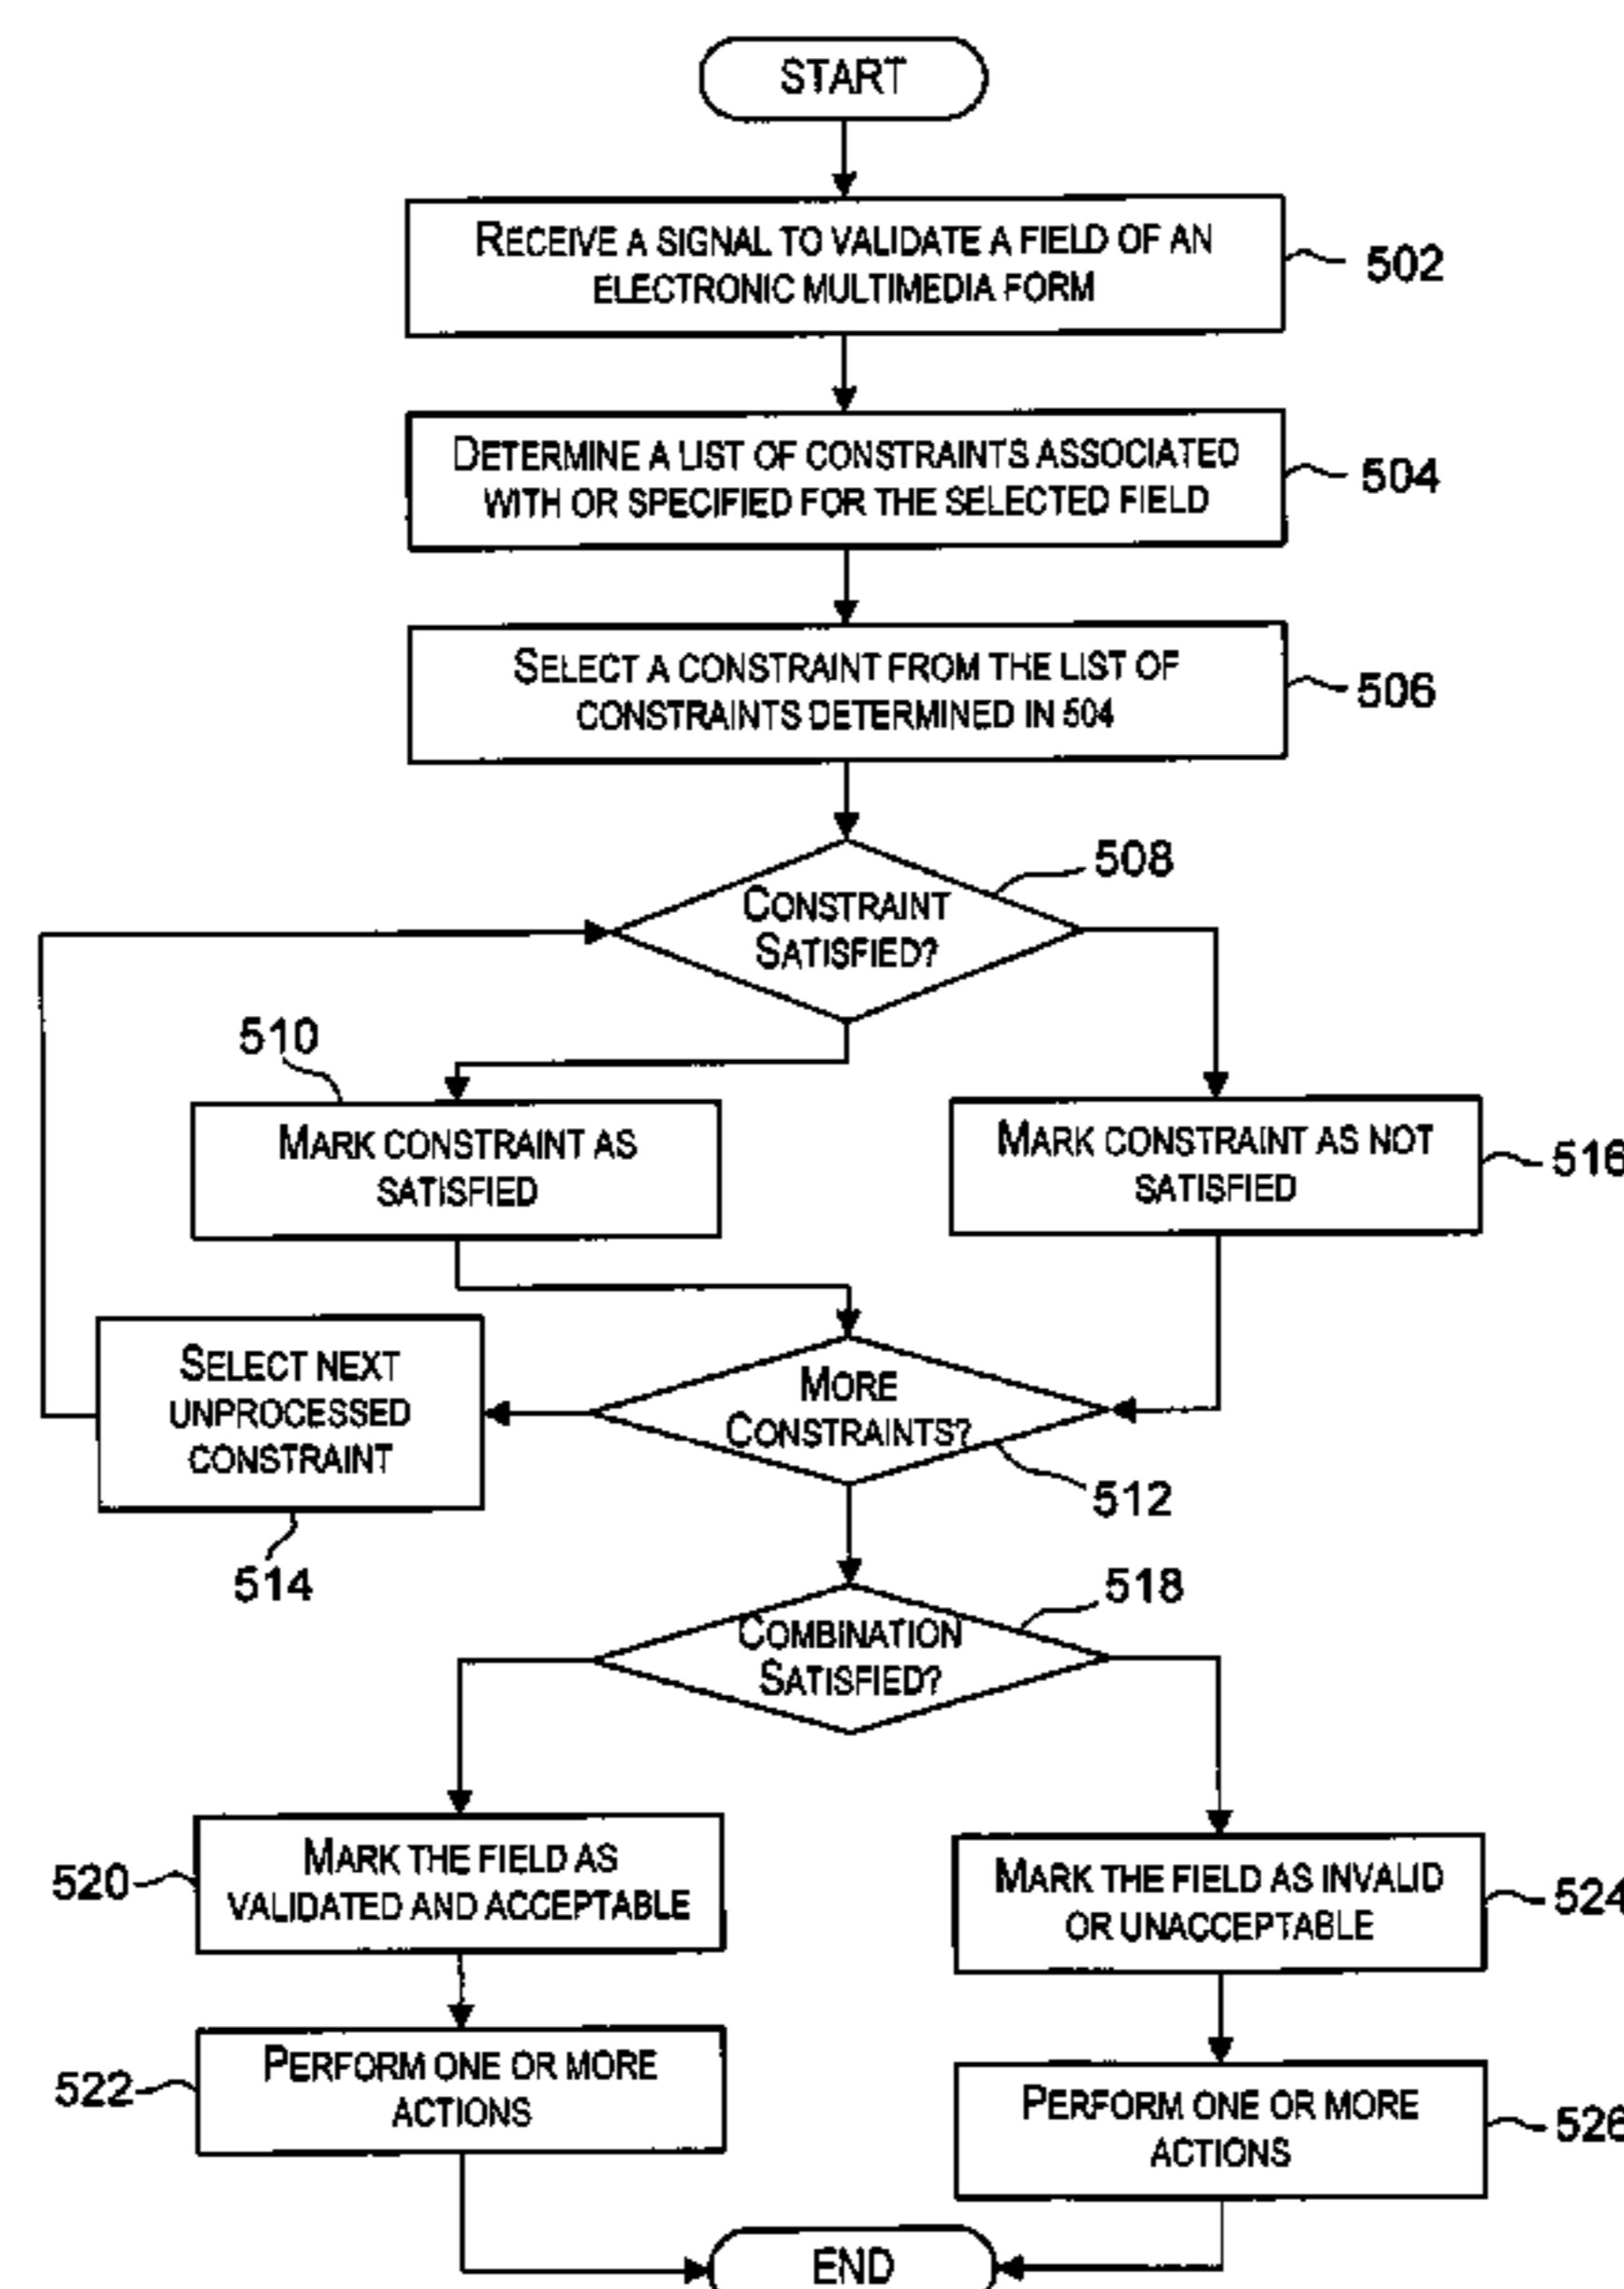 START
RECEIVE A SIGNAL TO VALIDATE A FIELD OF AN
ELECTRONIC MULTIMEDIA FORM
502
DETERMINE A LIST OF CONSTRAINTS ASSOCIATED
WITH OR SPECIFIED FOR THE SELECTED FIELD
504
SELECT A CONSTRAINT FROM THE LIST OF
CONSTRAINTS DETERMINED IN 504
506
508
CONSTRAINT
SATISFIED?
510
MARK CONSTRAINT AS
SATISFIED
MARK CONSTRAINT AS NOT
SATISFIED
516
SELECT NEXT
UNPROCESSED
CONSTRAINT
514
MORE
CONSTRAINTS?
512
518
COMBINATION
SATISFIED?
520
MARK THE FIELD AS
VALIDATED AND ACCEPTABLE
MARK THE FIELD AS INVALID
OR UNACCEPTABLE
524
522
PERFORM ONE OR MORE
ACTIONS
PERFORM ONE OR MORE
ACTIONS
526
END